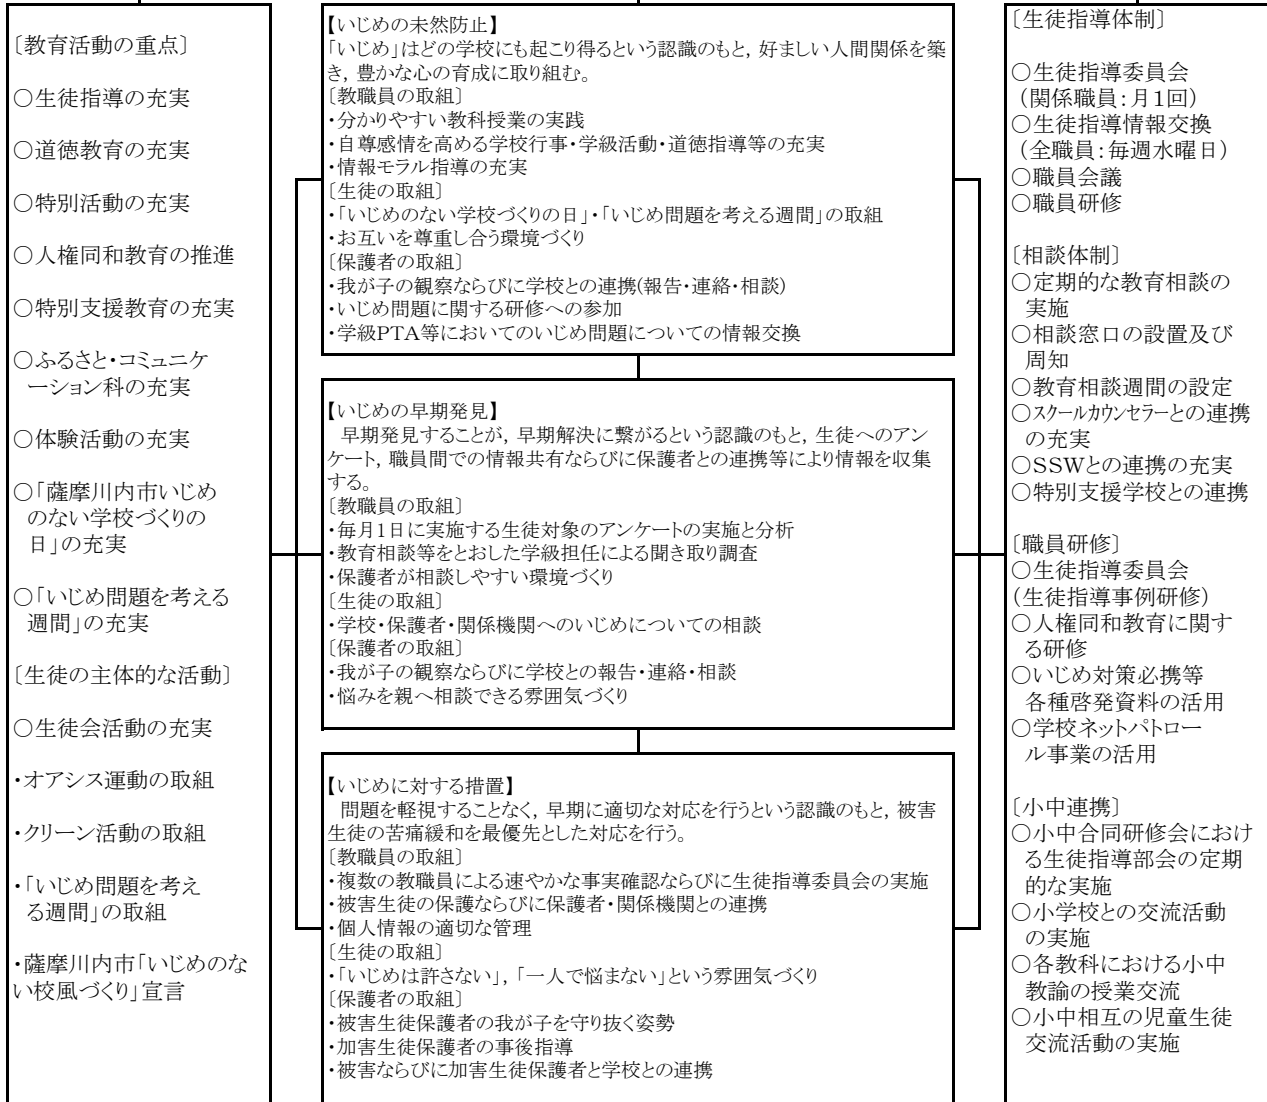 〔教育活動の重点〕
○生徒指導の充実
○道徳教育の充実
○特別活動の充実
○人権同和教育の推進
○特別支援教育の充実
○ふるさと・コミュニケ
ーション科の充実
○体験活動の充実
○「薩摩川内市いじめ
のない学校づくりの
日」の充実
○「いじめ問題を考える
週間」の充実
〔生徒の主体的な活動〕
○生徒会活動の充実
・オアシス運動の取組
・クリーン活動の取組
・「いじめ問題を考え
る週間」の取組
・薩摩川内市「いじめのな
い校風づくり」宣言
【いじめの未然防止】
「いじめ」はどの学校にも起こり得るという認識のもと，好ましい人間関係を築
き，豊かな心の育成に取り組む。
〔教職員の取組〕
・分かりやすい教科授業の実践
・自尊感情を高める学校行事・学級活動・道徳指導等の充実
・情報モラル指導の充実
〔生徒の取組〕
・「いじめのない学校づくりの日」・「いじめ問題を考える週間」の取組
・お互いを尊重し合う環境づくり
〔保護者の取組〕
・我が子の観察ならびに学校との連携(報告・連絡・相談)
・いじめ問題に関する研修への参加
・学級PTA等においてのいじめ問題についての情報交換
【いじめの早期発見】
早期発見することが，早期解決に繋がるという認識のもと，生徒へのアン
ケート，職員間での情報共有ならびに保護者との連携等により情報を収集
する。
〔教職員の取組〕
・毎月1日に実施する生徒対象のアンケートの実施と分析
・教育相談等をとおした学級担任による聞き取り調査
・保護者が相談しやすい環境づくり
〔生徒の取組〕
・学校・保護者・関係機関へのいじめについての相談
〔保護者の取組〕
・我が子の観察ならびに学校との報告・連絡・相談
・悩みを親へ相談できる雰囲気づくり
【いじめに対する措置】
問題を軽視することなく，早期に適切な対応を行うという認識のもと，被害
生徒の苦痛緩和を最優先とした対応を行う。
〔教職員の取組〕
・複数の教職員による速やかな事実確認ならびに生徒指導委員会の実施
・被害生徒の保護ならびに保護者・関係機関との連携
・個人情報の適切な管理
〔生徒の取組〕
・「いじめは許さない」，「一人で悩まない」という雰囲気づくり
〔保護者の取組〕
・被害生徒保護者の我が子を守り抜く姿勢
・加害生徒保護者の事後指導
・被害ならびに加害生徒保護者と学校との連携
〔生徒指導体制〕
○生徒指導委員会
（関係職員：月１回）
○生徒指導情報交換
（全職員：毎週水曜日）
○職員会議
○職員研修
〔相談体制〕
○定期的な教育相談の
実施
○相談窓口の設置及び
周知
○教育相談週間の設定
○ｽｸｰﾙｶｳﾝｾﾗｰとの連携
の充実
○SSWとの連携の充実
○特別支援学校との連携
〔職員研修〕
○生徒指導委員会
（生徒指導事例研修）
○人権同和教育に関す
る研修
○いじめ対策必携等
各種啓発資料の活用
○学校ネットパトロー
ル事業の活用
〔小中連携〕
○小中合同研修会におけ
る生徒指導部会の定期
的な実施
○小学校との交流活動
の実施
○各教科における小中
教諭の授業交流
○小中相互の児童生徒
交流活動の実施